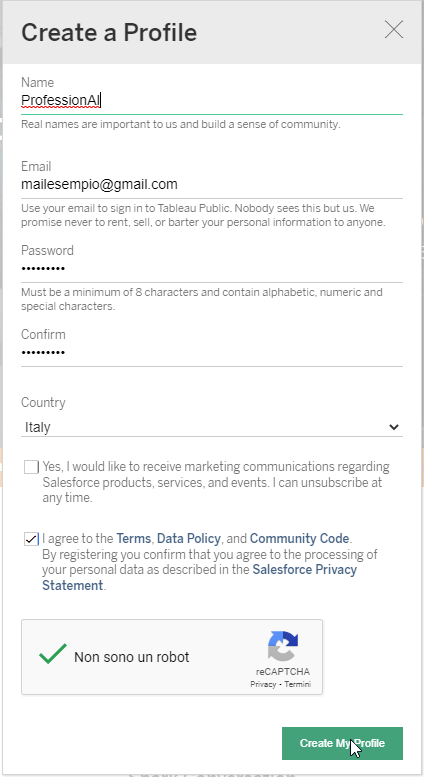 Create a Profile
Name
ProfessionAI
Real names are important to us and build a sense of community.
Email
mailesempio@gmail.com
Use your email to sign in to Tableau Public. Nobody sees this but us. We
promise never to rent, sell, or barter your personal information to anyone.
Password
•••••••••
Must be a minimum of 8 characters and contain alphabetic, numeric and
special characters.
Confirm
•••••••••
Country
Italy
Yes, I would like to receive marketing communications regarding
Salesforce products, services, and events. I can unsubscribe at
any time.
I agree to the Terms, Data Policy, and Community Code.
By registering you confirm that you agree to the processing of
your personal data as described in the Salesforce Privacy
Statement.
Non sono un robot
reCAPTCHA
Privacy - Termini
Create My Profile